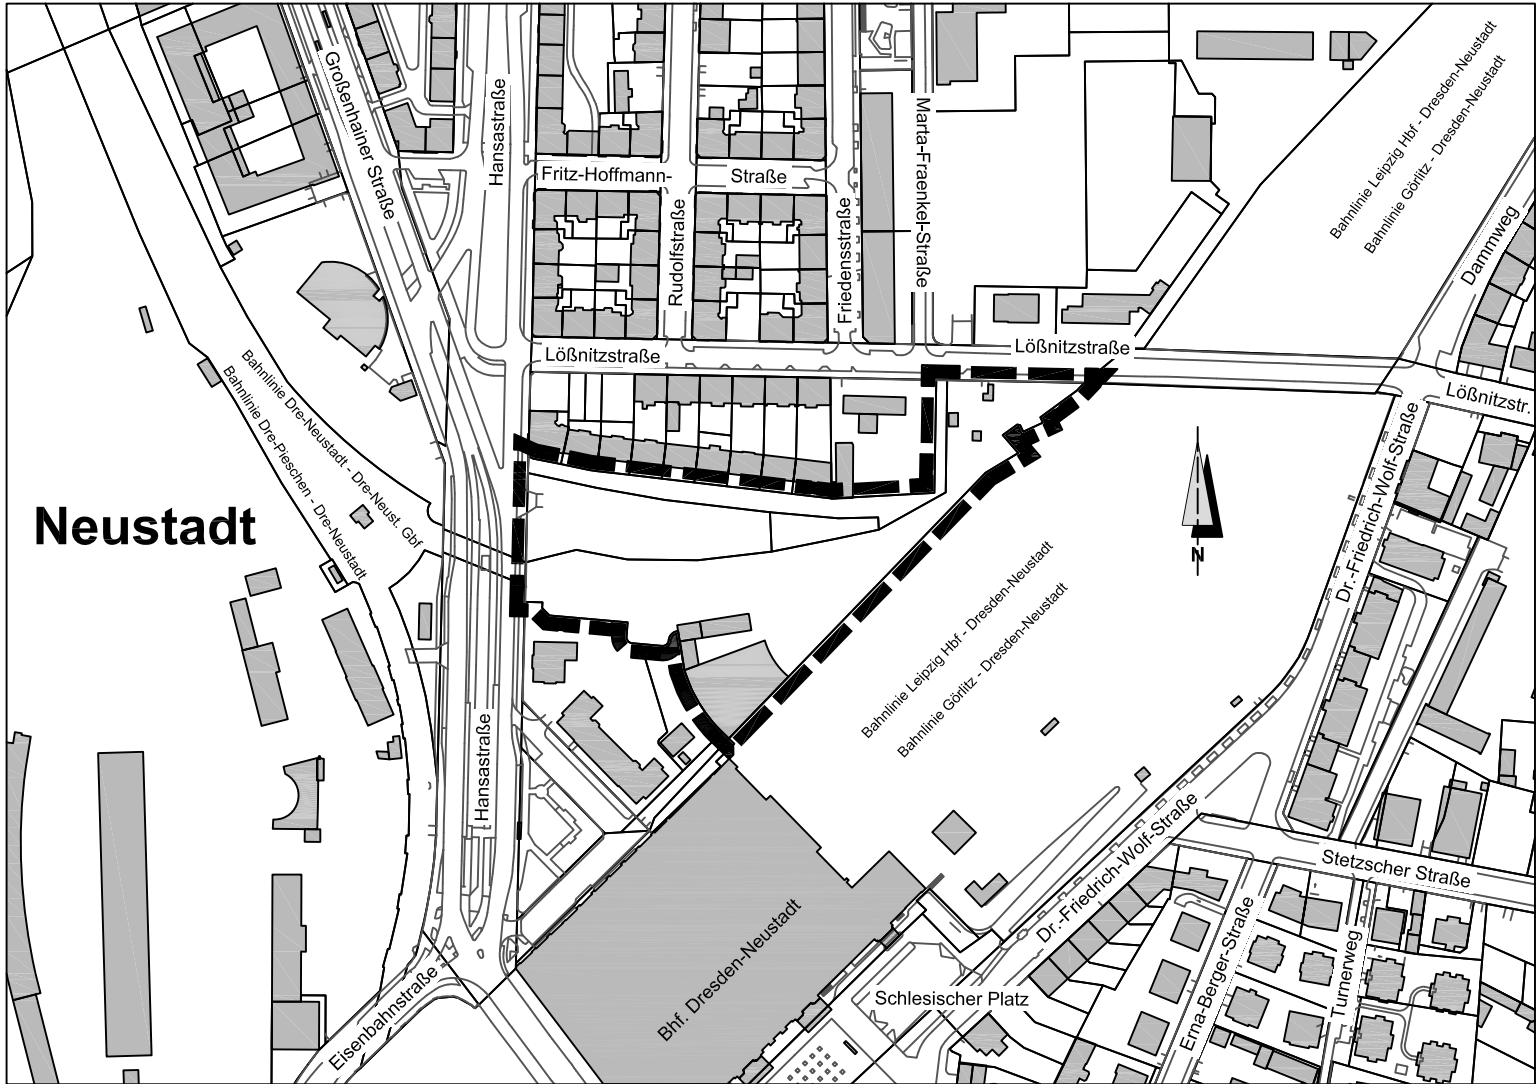 Großenhainer Straße
Hansastraße
Fritz-Hoffmann-
Straße
Rudolfstraße
Friedensstraße
Marta-Fraenkel-Straße
Bahnlinie Leipzig Hbf - Dresden-Neustadt
Bahnlinie Görlitz - Dresden-Neustadt
Dammweg
Lößnitzstraße
Lößnitzstraße
Lößnitzstr.
Bahnlinie Dre-Neustadt - Dre-Neust. Gbf
Bahnlinie Dre-Pieschen - Dre-Neustadt
Neustadt
N
Dr.-Friedrich-Wolf-Straße
Bahnlinie Leipzig Hbf - Dresden-Neustadt
Bahnlinie Görlitz - Dresden-Neustadt
Hansastraße
Dr.-Friedrich-Wolf-Straße
Stetzscher Straße
Bhf. Dresden-Neustadt
Erna-Berger-Straße
Turnerweg
Schlesischer Platz
Eisenbahnstraße